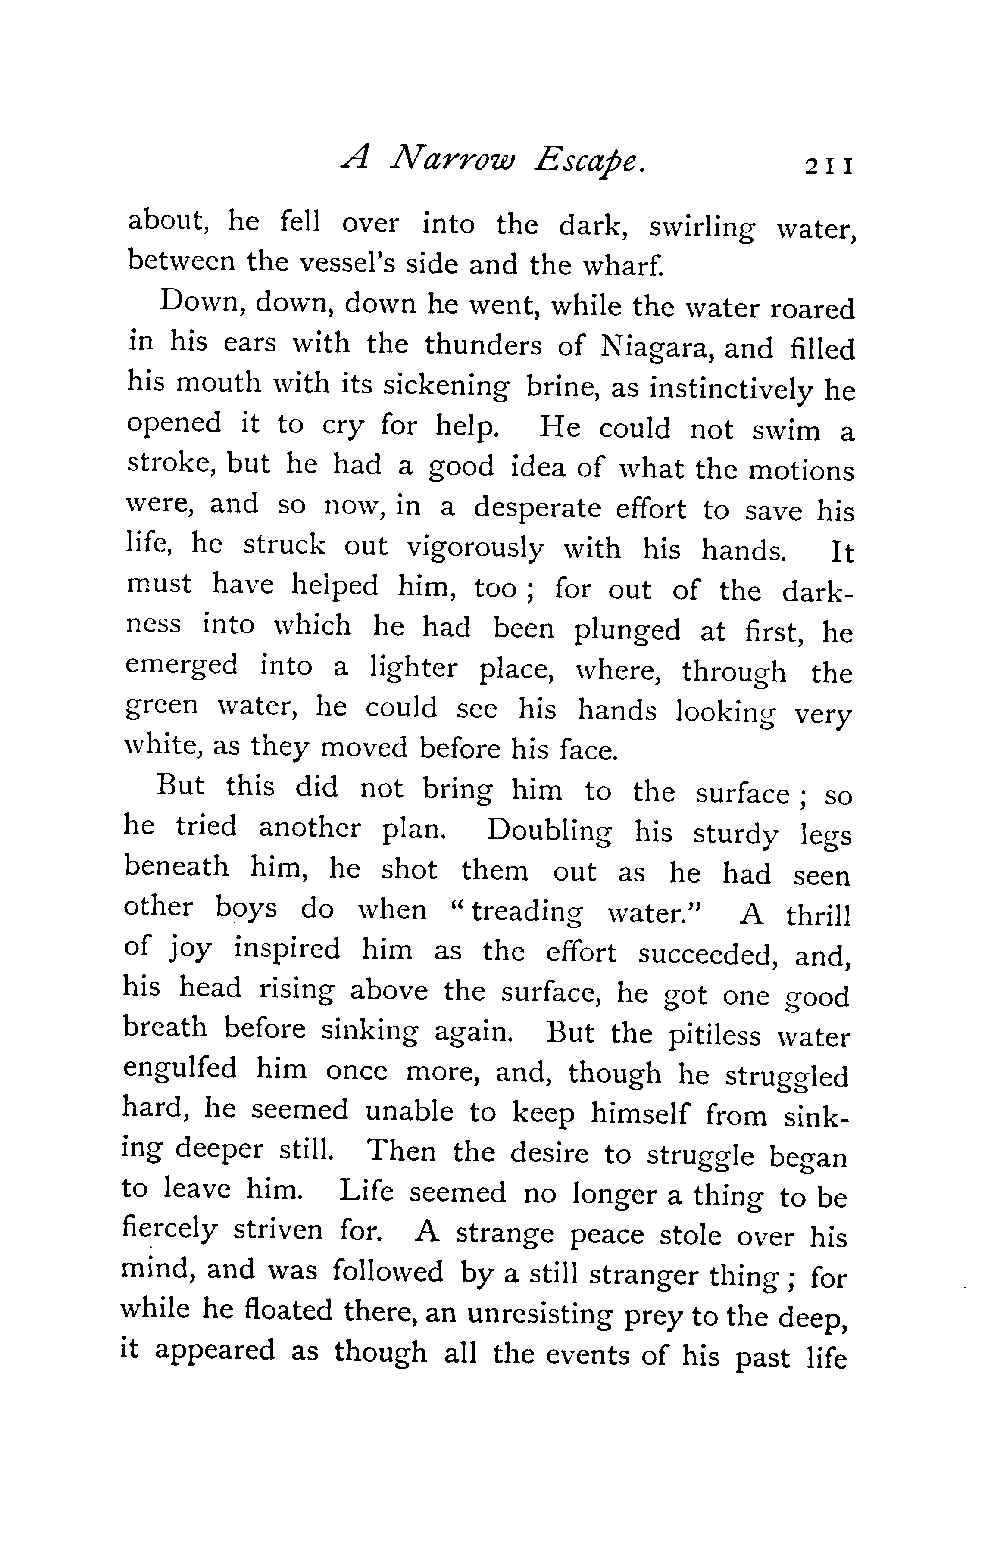 A Narrow Escape. 211
about, he fell over into the dark, swirling water,
between the vessel's side and the wharf.
Down, down, down he went, while the water roared
in his ears with the thunders of Niagara, and filled
his mouth with its sickening brine, as instinctively he
opened it to cry for help. He could not swim a
stroke, but he had a good idea of what the motions
were, and so now, in a desperate effort to save his
life, he struck out vigorously with his hands. It
must have helped him, too ; for out of the dark-
ness into which he had been plunged at first, he
emerged into a lighter place, where, through the
green water, he could see his hands looking very
white, as they moved before his face.
But this did not bring him to the surface ; so
he tried another plan. Doubling his sturdy legs
beneath him, he shot them out as he had seen
other boys do when “ treading water.” A thrill
of joy inspired him as the effort succeeded, and,
his head rising above the surface, he got one good
breath before sinking again. But the pitiless water
engulfed him once more, and, though he struggled
hard, he seemed unable to keep himself from sink-
ing deeper still. Then the desire to struggle began
to leave him. Life seemed no longer a thing to be
fiercely striven for. A strange peace stole over his
mind, and was followed by a still stranger thing ; for
while he floated there, an unresisting prey to the deep,
it appeared as though all the events of his past life